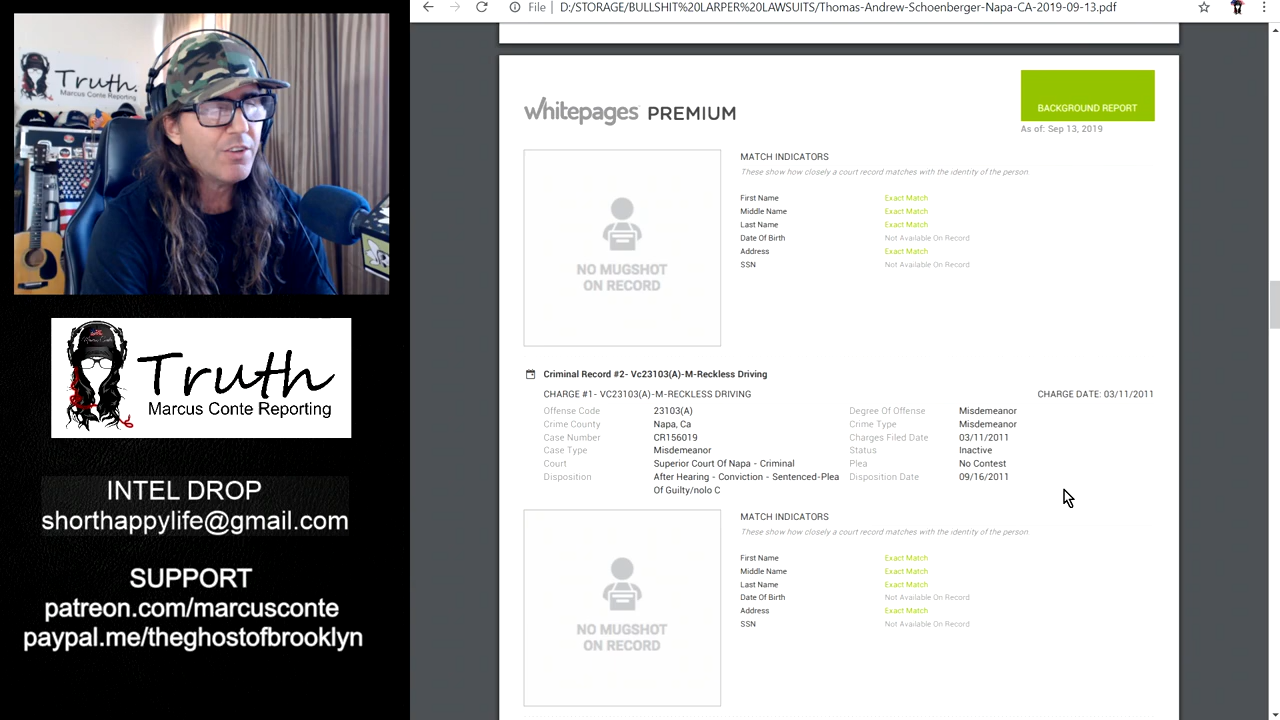 File
D:/STORAGE/BULLSHIT%20LARPER%20LAWSUITS/Thomas-Andrew-Schoenberger-Napa-CA-2019-09-13.pdf
Truth.
Marcus Conte Reporting
Truth
Marcus Conte Reporting
INTEL DROP
shorthappylife@gmail.com
SUPPORT
patreon.com/marcusconte
paypal.me/theghostofbrooklyn
whitepages PREMIUM
BACKGROUND REPORT
As of: Sep 13, 2019
NO MUGSHOT
ON RECORD
MATCH INDICATORS
These show how closely a court record matches with the identity of the person
First Name Exact Match
Middle Name Exact Match
Last Name Exact Match
Date Of Birth Not Available On Record
Address Exact Match
SSN Not Available On Record
Criminal Record #2- Vc23103(A)-M-Reckless Driving
CHARGE #1- VC23103(A)-M-RECKLESS DRIVING CHARGE DATE: 03/11/2011
Offense Code 23103(A) Degree Of Offense Misdemeanor
Crime County Napa, Ca Crime Type Misdemeanor
Case Number CR156019 Charges Filed Date 03/11/2011
Case Type Misdemeanor Status Inactive
Court Superior Court Of Napa - Criminal Plea No Contest
Disposition After Hearing - Conviction - Sentenced-Plea Disposition Date 09/16/2011
Of Guilty/nolo C
NO MUGSHOT
ON RECORD
MATCH INDICATORS
These show how closely a court record matches with the identity of the person
First Name Exact Match
Middle Name Exact Match
Last Name Exact Match
Date Of Birth Not Available On Record
Address Exact Match
SSN Not Available On Record